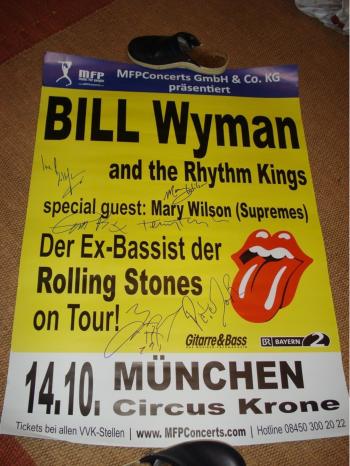 MFP
MFPConcerts GmbH & Co. KG
präsentiert
BILL Wyman
and the Rhythm Kings
special guest: Mary Wilson (Supremes)
Der Ex-Bassist der
Rolling Stones
on Tour!
Gitarre&Bass
BR BAYERN 2
14.10. MÜNCHEN
Circus Krone
Tickets bei allen VVK-Stellen | www.MFPConcerts.com | Hotline 08450 300 20 22